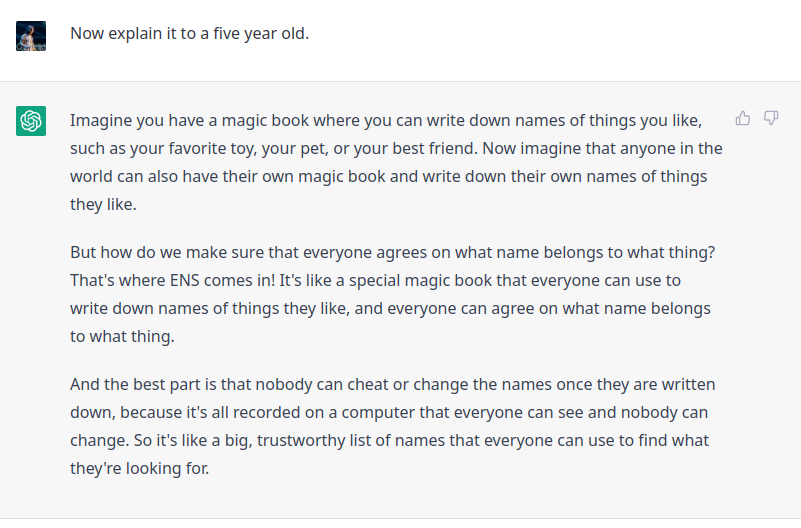 Now explain it to a five year old.
Imagine you have a magic book where you can write down names of things you like,
such as your favorite toy, your pet, or your best friend. Now imagine that anyone in the
world can also have their own magic book and write down their own names of things
they like.
But how do we make sure that everyone agrees on what name belongs to what thing?
That's where ENS comes in! It's like a special magic book that everyone can use to
write down names of things they like, and everyone can agree on what name belongs
to what thing.
And the best part is that nobody can cheat or change the names once they are written
down, because it's all recorded on a computer that everyone can see and nobody can
change. So it's like a big, trustworthy list of names that everyone can use to find what
they're looking for.